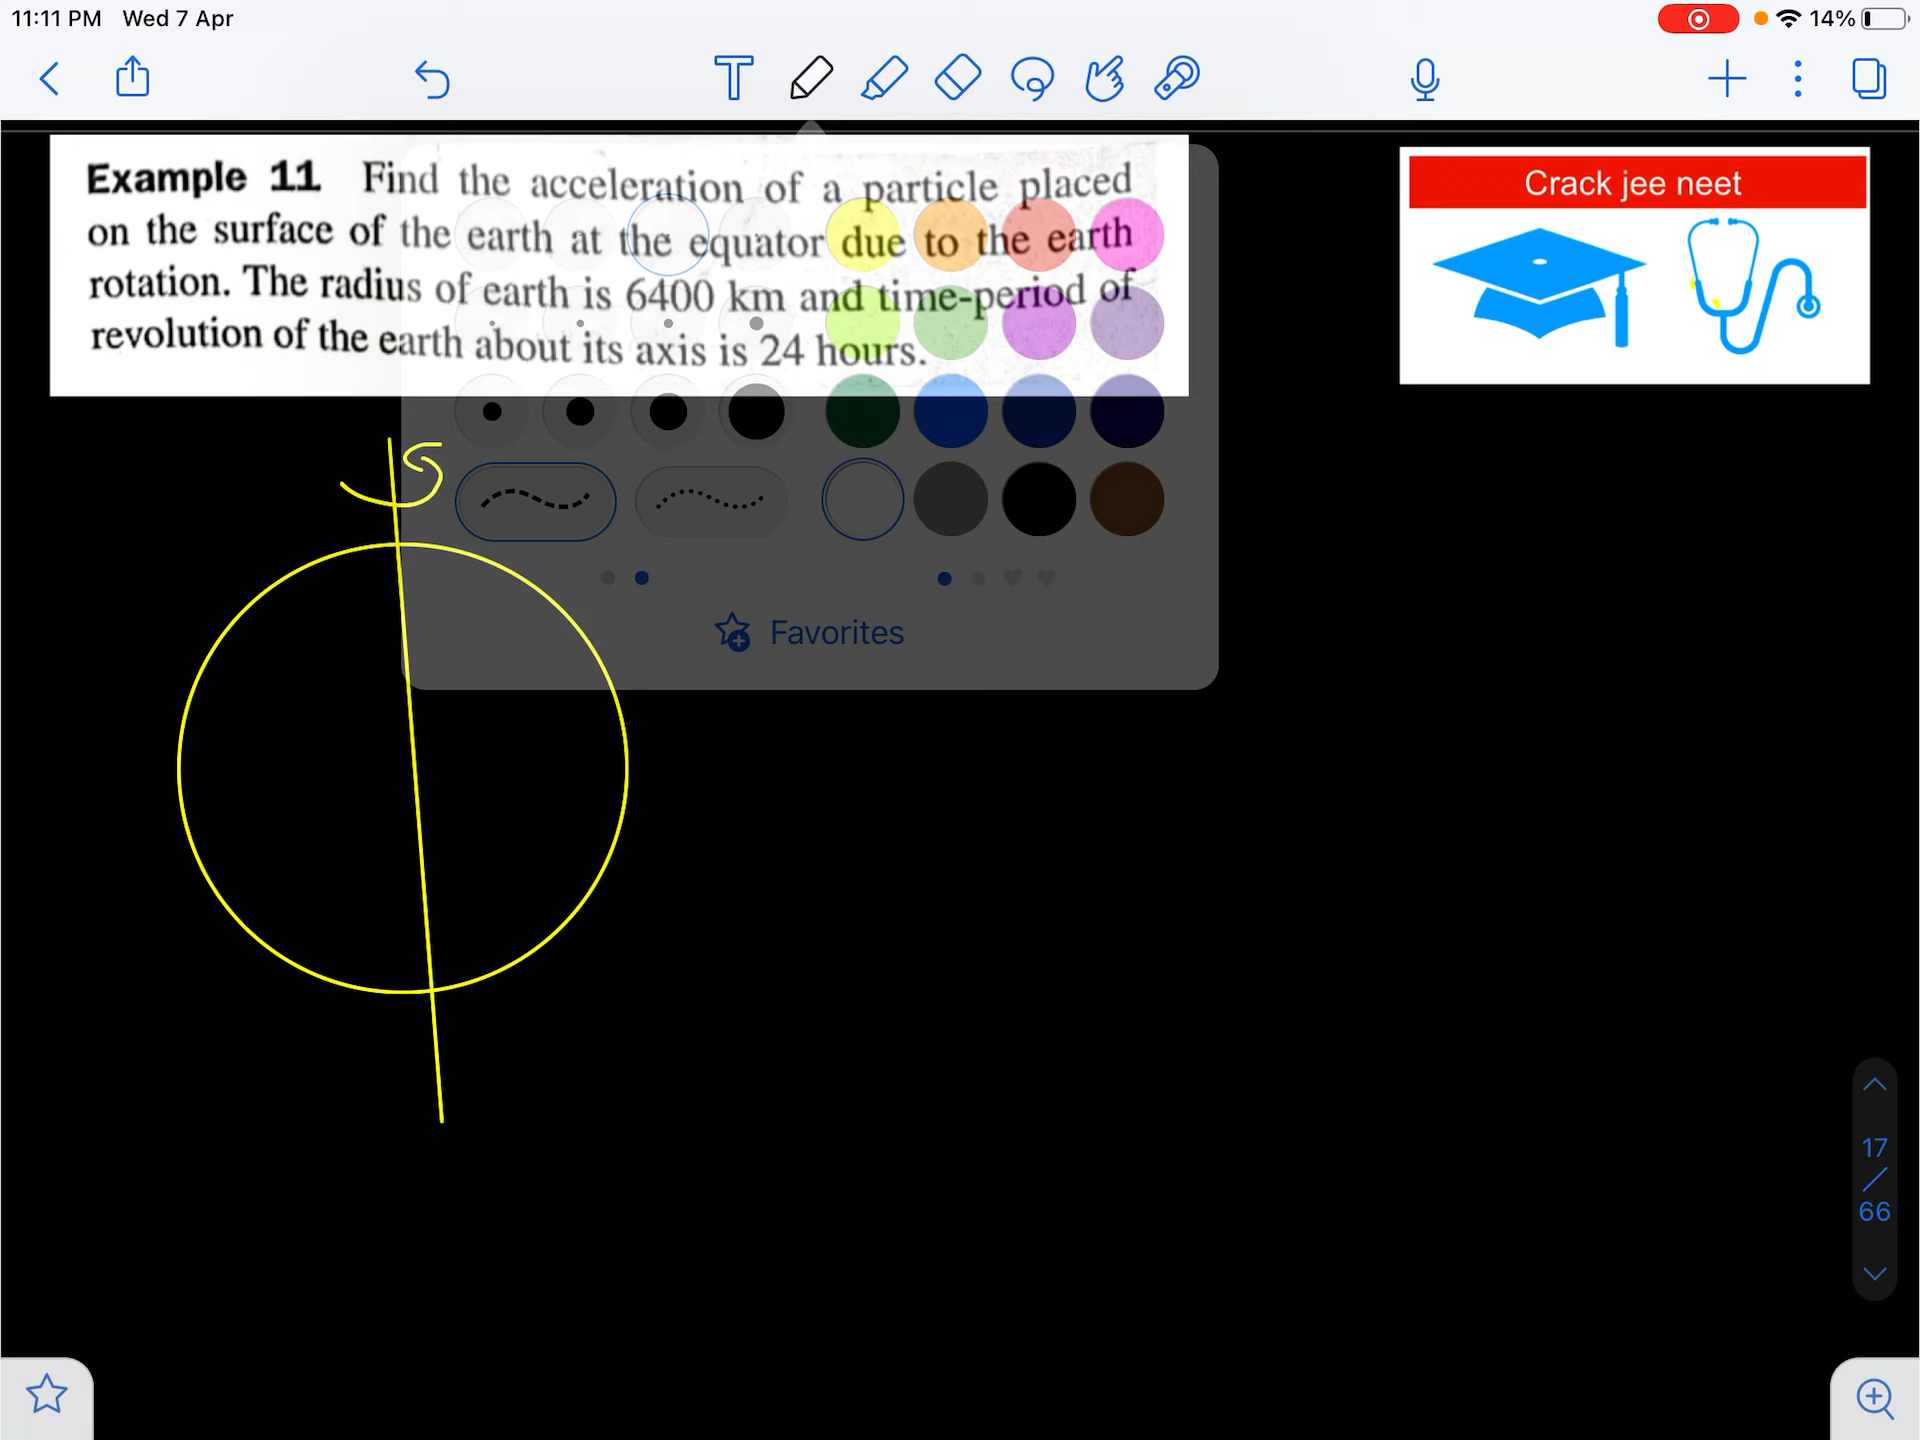 11:11 PM Wed 7 Apr
14%
Example 11 Find the acceleration of a particle placed
on the surface of the earth at the equator due to the earth
rotation. The radius of earth is 6400 km and time-period of
revolution of the earth about its axis is 24 hours.
Crack jee neet
Favorites
17
/
66